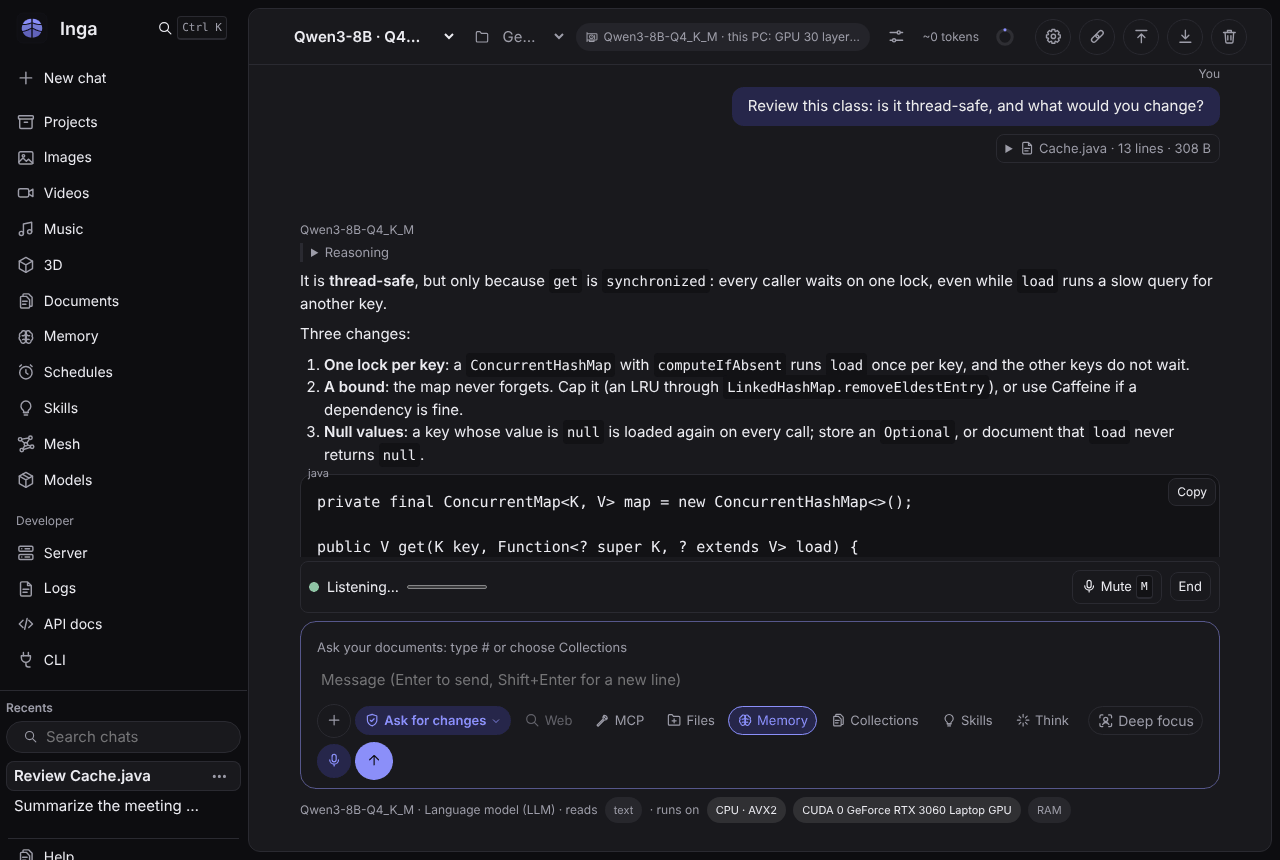 Inga
Ctrl K
New chat
Projects
Images
Videos
Music
3D
Documents
Memory
Schedules
Skills
Mesh
Models
Developer
Server
Logs
API docs
CLI
Recents
Search chats
Review Cache.java
Summarize the meeting ...
Help
Qwen3-8B · Q4...
Ge...
Qwen3-8B-Q4_K_M · this PC: GPU 30 layer...
~0 tokens
You
Review this class: is it thread-safe, and what would you change?
Cache.java · 13 lines · 308 B
Qwen3-8B-Q4_K_M
Reasoning
It is thread-safe, but only because get is synchronized: every caller waits on one lock, even while load runs a slow query for
another key.
Three changes:
1. One lock per key: a ConcurrentHashMap with computeIfAbsent runs load once per key, and the other keys do not wait.
2. A bound: the map never forgets. Cap it (an LRU through LinkedHashMap.removeEldestEntry), or use Caffeine if a
dependency is fine.
3. Null values: a key whose value is null is loaded again on every call; store an Optional, or document that load never
returns null.
java
Copy
private final ConcurrentMap<K, V> map = new ConcurrentHashMap<>();
public V get(K key, Function<? super K, ? extends V> load) {
Listening...
Mute M
End
Ask your documents: type # or choose Collections
Message (Enter to send, Shift+Enter for a new line)
Ask for changes
Web
MCP
Files
Memory
Collections
Skills
Think
Deep focus
Qwen3-8B-Q4_K_M · Language model (LLM) · reads text · runs on CPU · AVX2 CUDA 0 GeForce RTX 3060 Laptop GPU RAM